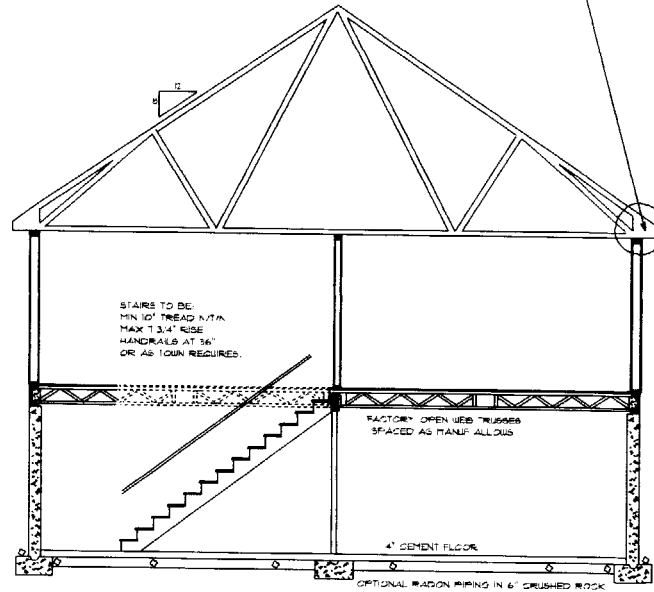 12
8
STAIRS TO BE:
MIN 10" TREAD N/T/N
MAX 7 3/4" RISE
HANDRAILS AT 36"
OR AS TOWN REQUIRES.
FACTORY OPEN WEB TRUSSES
SPACED AS MANUF ALLOWS
4" CEMENT FLOOR
OPTIONAL RADON PIPING IN 6" CRUSHED ROCK